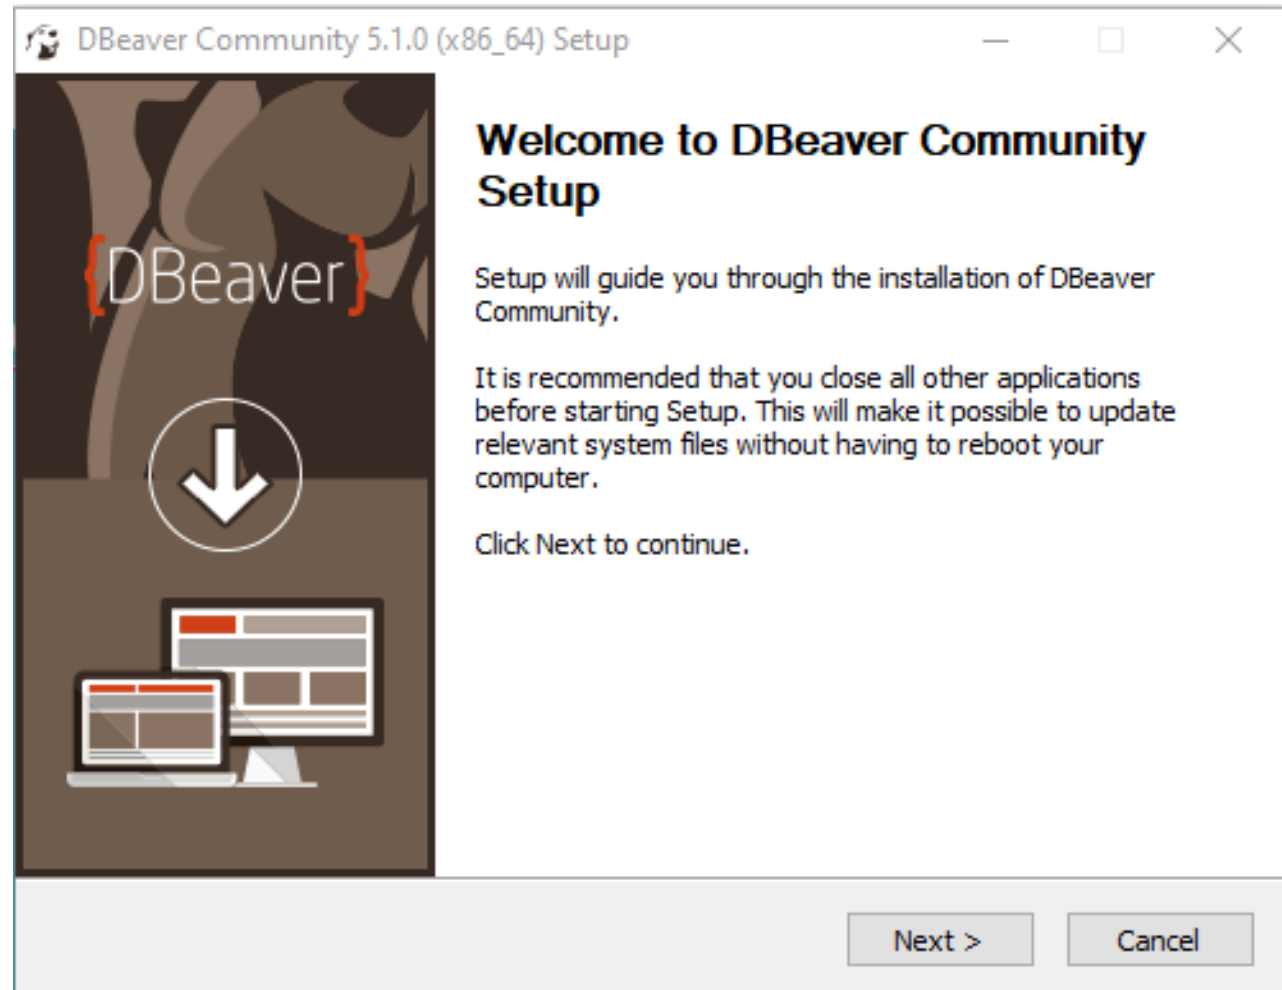 DBeaver Community 5.1.0 (x86_64) Setup
Welcome to DBeaver Community
Setup
{DBeaver}
Setup will guide you through the installation of DBeaver
Community.
It is recommended that you close all other applications
before starting Setup. This will make it possible to update
relevant system files without having to reboot your
computer.
Click Next to continue.
Next >
Cancel